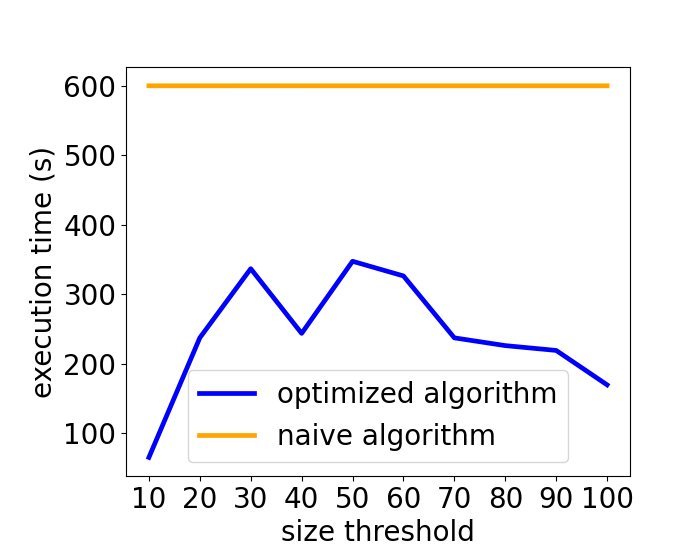 execution time (s)
600
500
400
300
200
100
optimized algorithm
naive algorithm
10 20 30 40 50 60 70 80 90 100
size threshold